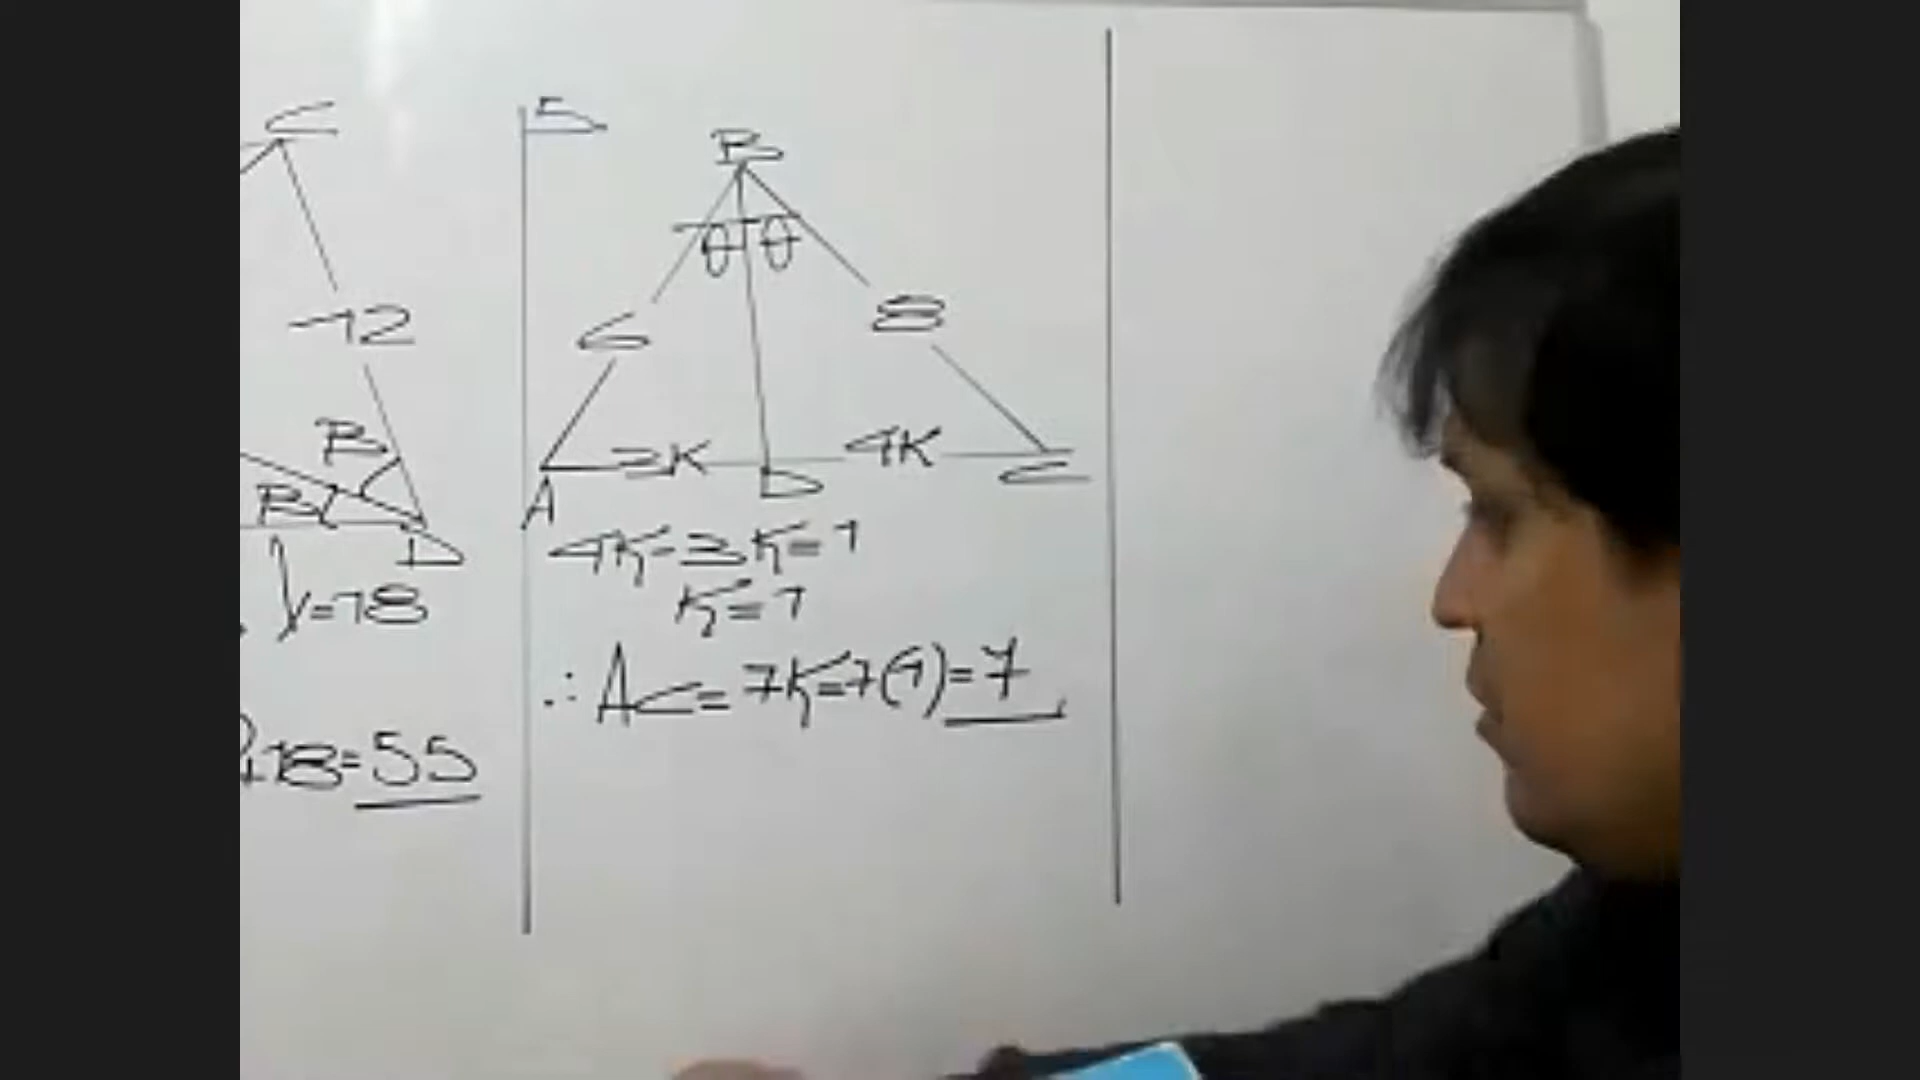 C
12
B
B
D
y=18
+18=55
5
B
θ θ
6
8
3K
4K
A
D
C
4K-3K=1
K=1
∴ AC=7K=7(1)=7